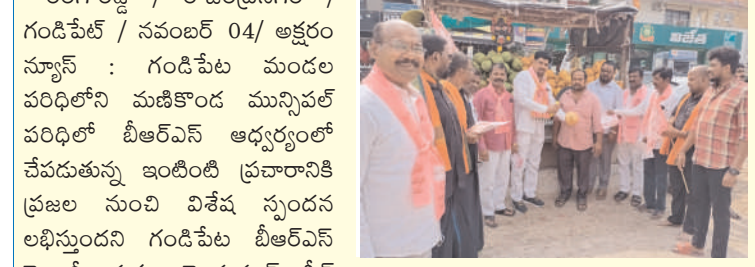 గండిపేట్ / నవంబర్ 04/ అక్షరం
న్యూస్ : గండిపేట మండల
పరిధిలోని మణికొండ మున్సిపల్
పరిధిలో బీఆర్ఎస్ ఆధ్వర్యంలో
చేపడుతున్న ఇంటింటి ప్రచారానికి
ప్రజల నుంచి విశేష స్పందన
లభిస్తుందని గండిపేట బీఆర్ఎస్
విజేత